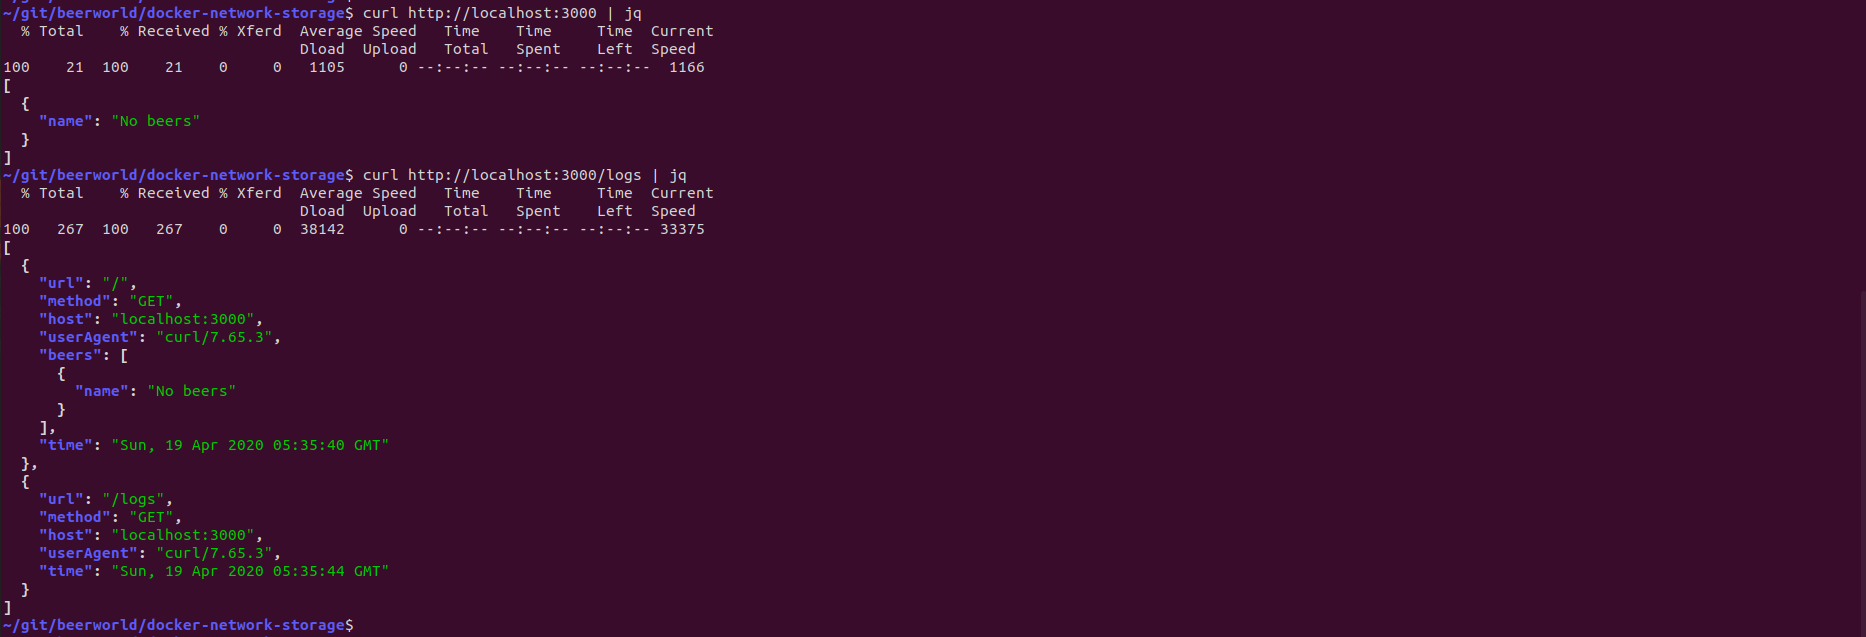 ~/git/beerworld/docker-network-storage$ curl http://localhost:3000 | jq
  % Total    % Received % Xferd  Average Speed   Time    Time     Time  Current
                                 Dload  Upload   Total   Spent    Left  Speed
100    21  100    21    0     0   1105      0 --:--:-- --:--:-- --:--:--  1166
[
  {
    "name": "No beers"
  }
]
~/git/beerworld/docker-network-storage$ curl http://localhost:3000/logs | jq
  % Total    % Received % Xferd  Average Speed   Time    Time     Time  Current
                                 Dload  Upload   Total   Spent    Left  Speed
100   267  100   267    0     0  38142      0 --:--:-- --:--:-- --:--:-- 33375
[
  {
    "url": "/",
    "method": "GET",
    "host": "localhost:3000",
    "userAgent": "curl/7.65.3",
    "beers": [
      {
        "name": "No beers"
      }
    ],
    "time": "Sun, 19 Apr 2020 05:35:40 GMT"
  },
  {
    "url": "/logs",
    "method": "GET",
    "host": "localhost:3000",
    "userAgent": "curl/7.65.3",
    "time": "Sun, 19 Apr 2020 05:35:44 GMT"
  }
]
~/git/beerworld/docker-network-storage$